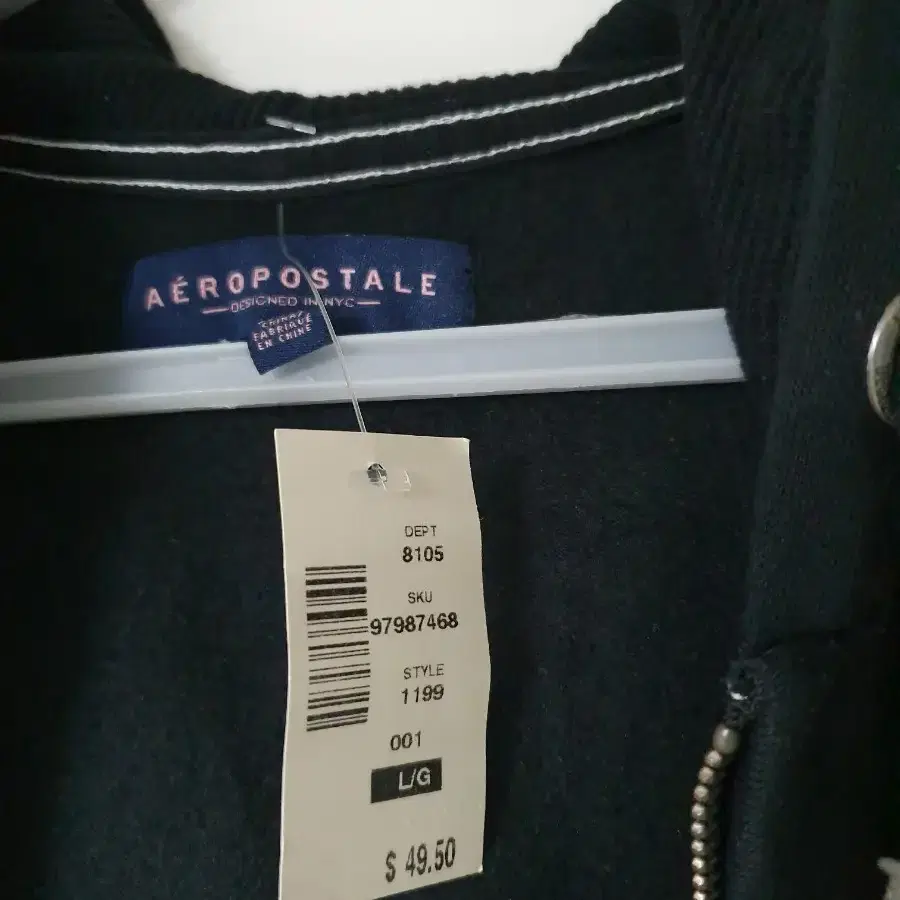 AÉROPOSTALE
DESIGNED IN NYC
FABRIQUÉ
EN CHINE
DEPT
8105
SKU
97987468
STYLE
1199
001
L/G
$ 49.50